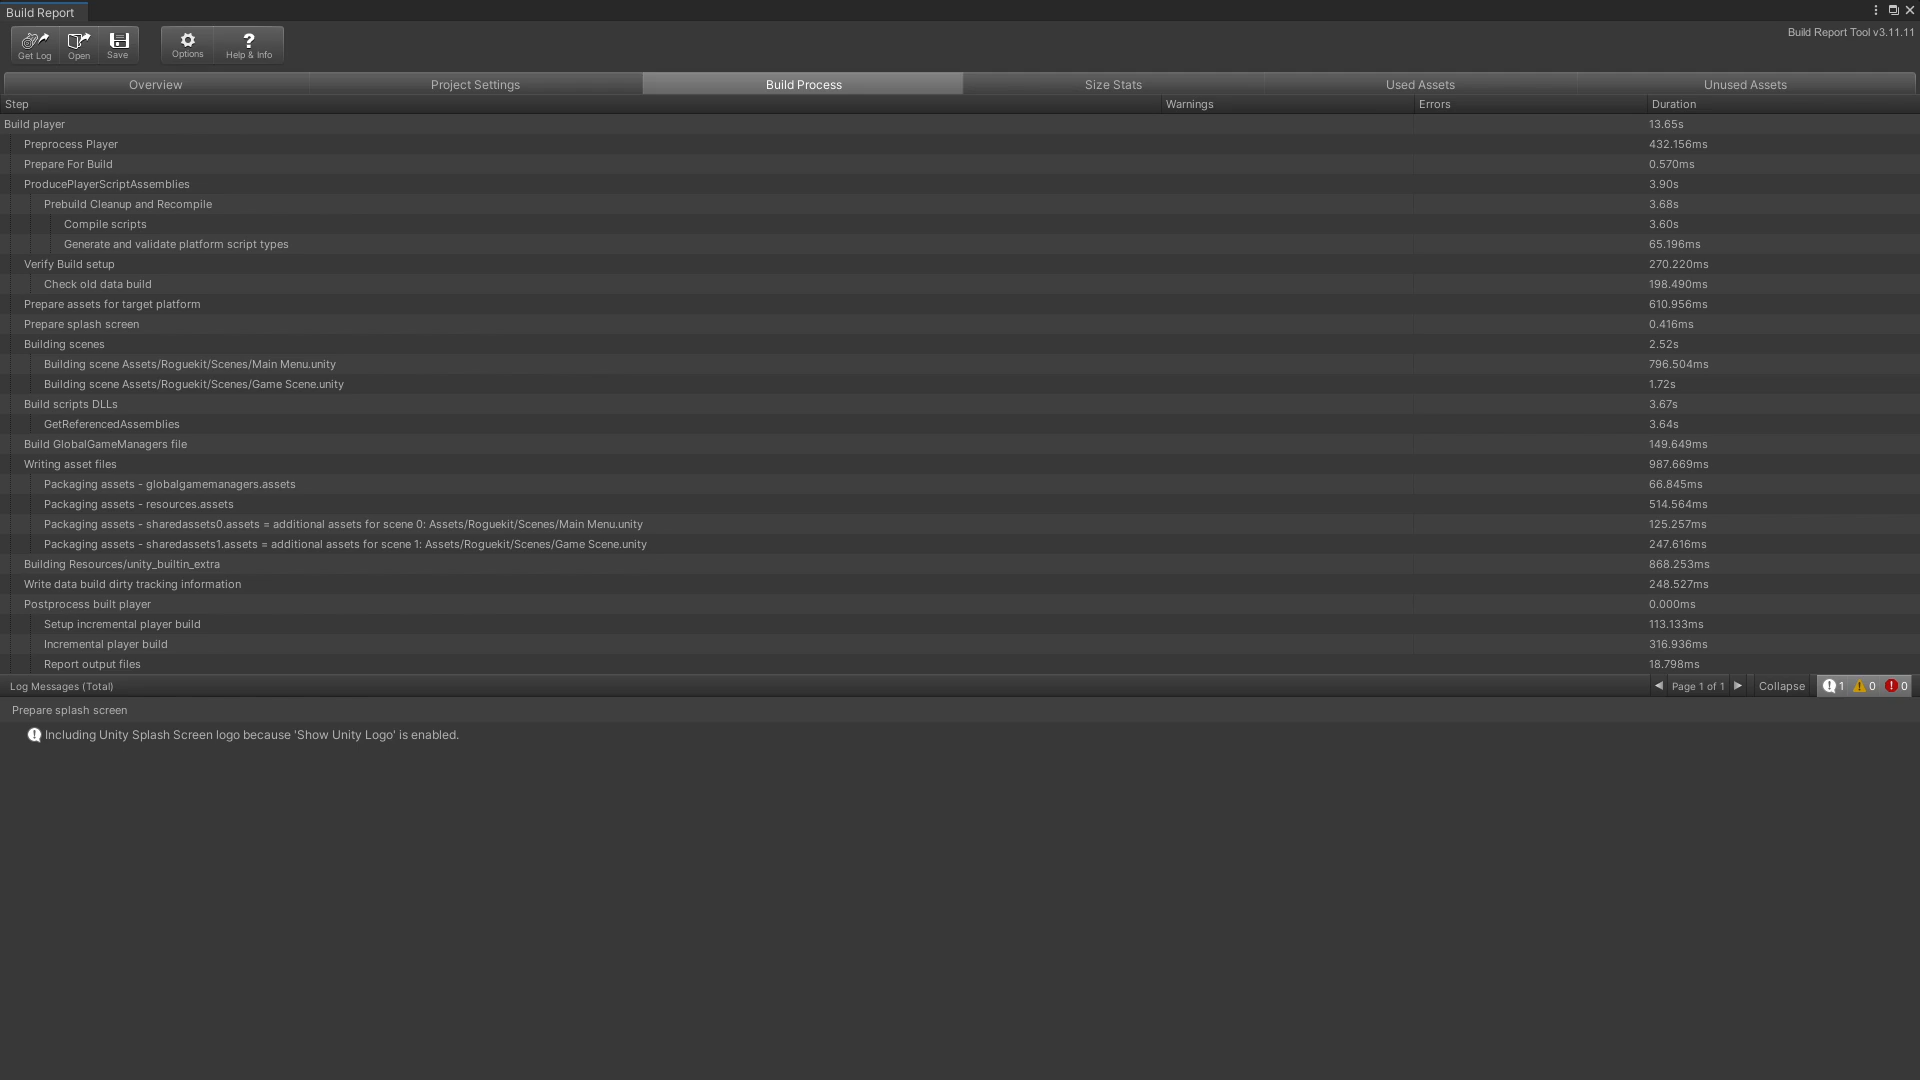 Build Report
Get Log Open Save Options Help & Info
Build Report Tool v3.11.11
Overview Project Settings Build Process Size Stats Used Assets Unused Assets
Step Warnings Errors Duration
Build player 13.65s
Preprocess Player 432.156ms
Prepare For Build 0.570ms
ProducePlayerScriptAssemblies 3.90s
Prebuild Cleanup and Recompile 3.68s
Compile scripts 3.60s
Generate and validate platform script types 65.196ms
Verify Build setup 270.220ms
Check old data build 198.490ms
Prepare assets for target platform 610.956ms
Prepare splash screen 0.416ms
Building scenes 2.52s
Building scene Assets/Roguekit/Scenes/Main Menu.unity 796.504ms
Building scene Assets/Roguekit/Scenes/Game Scene.unity 1.72s
Build scripts DLLs 3.67s
GetReferencedAssemblies 3.64s
Build GlobalGameManagers file 149.649ms
Writing asset files 987.669ms
Packaging assets - globalgamemanagers.assets 66.845ms
Packaging assets - resources.assets 514.564ms
Packaging assets - sharedassets0.assets = additional assets for scene 0: Assets/Roguekit/Scenes/Main Menu.unity 125.257ms
Packaging assets - sharedassets1.assets = additional assets for scene 1: Assets/Roguekit/Scenes/Game Scene.unity 247.616ms
Building Resources/unity_builtin_extra 868.253ms
Write data build dirty tracking information 248.527ms
Postprocess built player 0.000ms
Setup incremental player build 113.133ms
Incremental player build 316.936ms
Report output files 18.798ms
Log Messages (Total) Page 1 of 1 Collapse 1 0 0
Prepare splash screen
Including Unity Splash Screen logo because 'Show Unity Logo' is enabled.